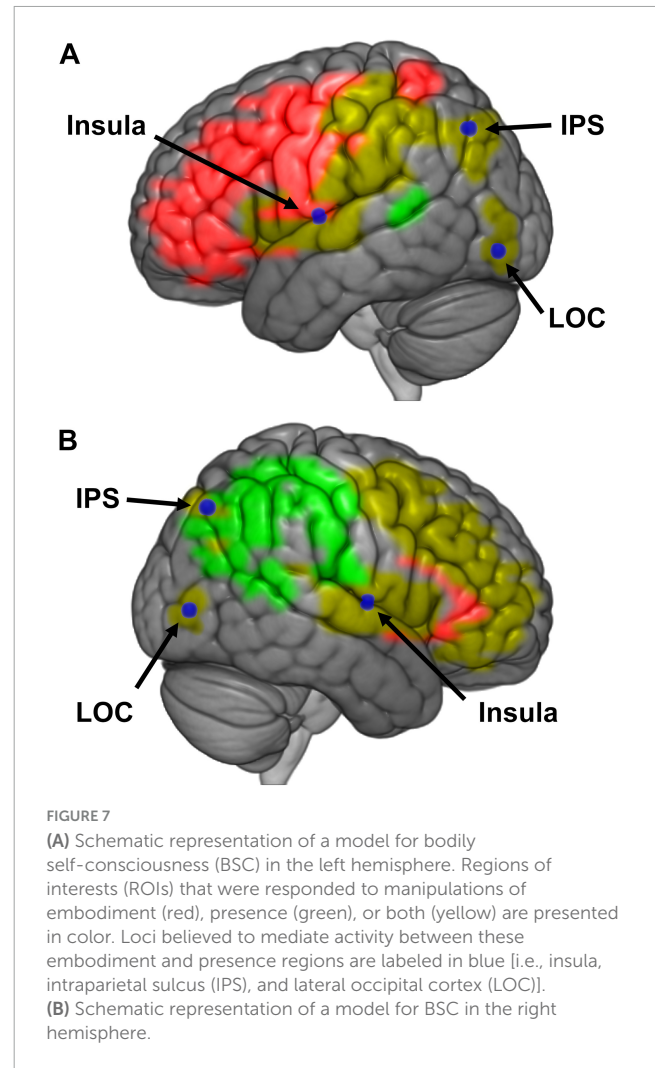 A
Insula
IPS
LOC
B
IPS
LOC
Insula
FIGURE 7
(A) Schematic representation of a model for bodily
self-consciousness (BSC) in the left hemisphere. Regions of
interests (ROIs) that were responded to manipulations of
embodiment (red), presence (green), or both (yellow) are presented
in color. Loci believed to mediate activity between these
embodiment and presence regions are labeled in blue [i.e., insula,
intraparietal sulcus (IPS), and lateral occipital cortex (LOC)].
(B) Schematic representation of a model for BSC in the right
hemisphere.